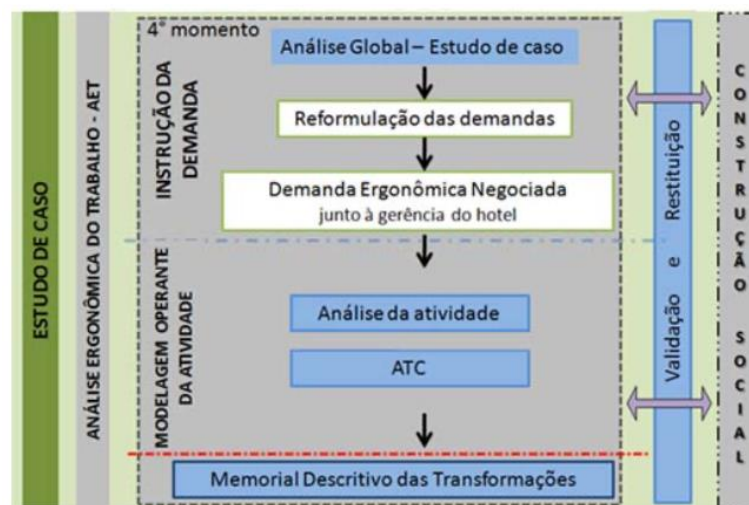 4° momento
Análise Global – Estudo de caso
Reformulação das demandas
Demanda Ergonômica Negociada
junto à gerência do hotel
Análise da atividade
ATC
Memorial Descritivo das Transformações
ESTUDO DE CASO
ANÁLISE ERGONÔMICA DO TRABALHO - AET
INSTRUÇÃO DA
DEMANDA
MODELAGEM OPERANTE
DA ATIVIDADE
Validação e Restituição
CONSTRUÇÃO SOCIAL